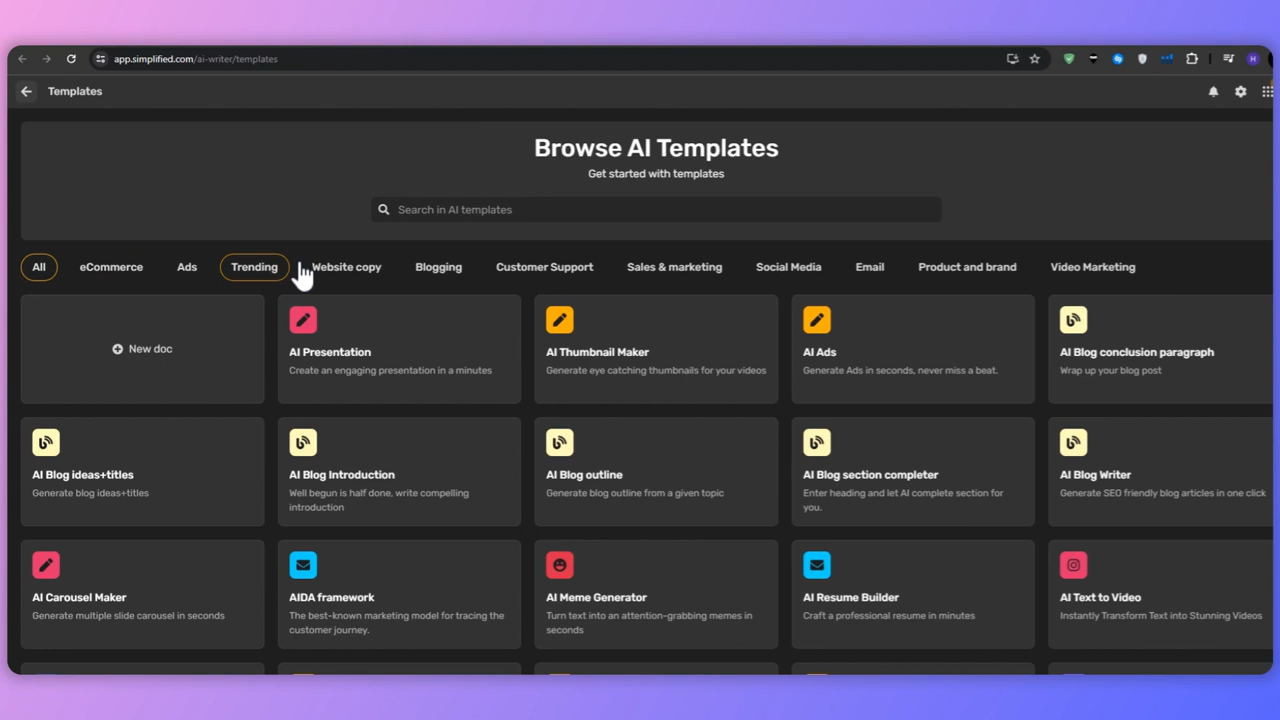 app.simplified.com/ai-writer/templates
H
Templates
Browse AI Templates
Get started with templates
Search in AI templates
All eCommerce Ads Trending Website copy Blogging Customer Support Sales & marketing Social Media Email Product and brand Video Marketing
New doc
AI Presentation
Create an engaging presentation in a minutes
AI Thumbnail Maker
Generate eye catching thumbnails for your videos
AI Ads
Generate Ads in seconds, never miss a beat.
AI Blog conclusion paragraph
Wrap up your blog post
AI Blog ideas+titles
Generate blog ideas+titles
AI Blog Introduction
Well begun is half done, write compelling
introduction
AI Blog outline
Generate blog outline from a given topic
AI Blog section completer
Enter heading and let AI complete section for
you.
AI Blog Writer
Generate SEO friendly blog articles in one click
AI Carousel Maker
Generate multiple slide carousel in seconds
AIDA framework
The best-known marketing model for tracing the
customer journey.
AI Meme Generator
Turn text into an attention-grabbing memes in
seconds
AI Resume Builder
Craft a professional resume in minutes
AI Text to Video
Instantly Transform Text into Stunning Videos